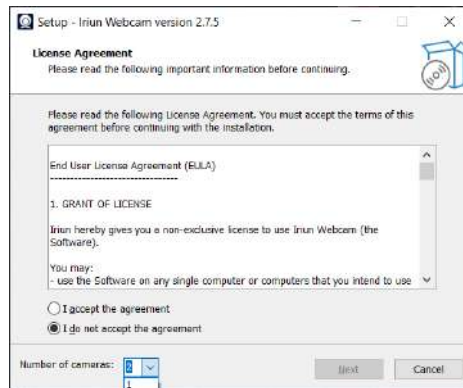 Setup - Iriun Webcam version 2.7.5
License Agreement
Please read the following important information before continuing.
Please read the following License Agreement. You must accept the terms of this
agreement before continuing with the installation.
End User License Agreement (EULA)
---------------------------------
1. GRANT OF LICENSE
Iriun hereby gives you a non-exclusive license to use Iriun Webcam (the
Software).
You may:
- use the Software on any single computer or computers that you intend to use
I accept the agreement
I do not accept the agreement
Number of cameras: 2
Next
Cancel
1